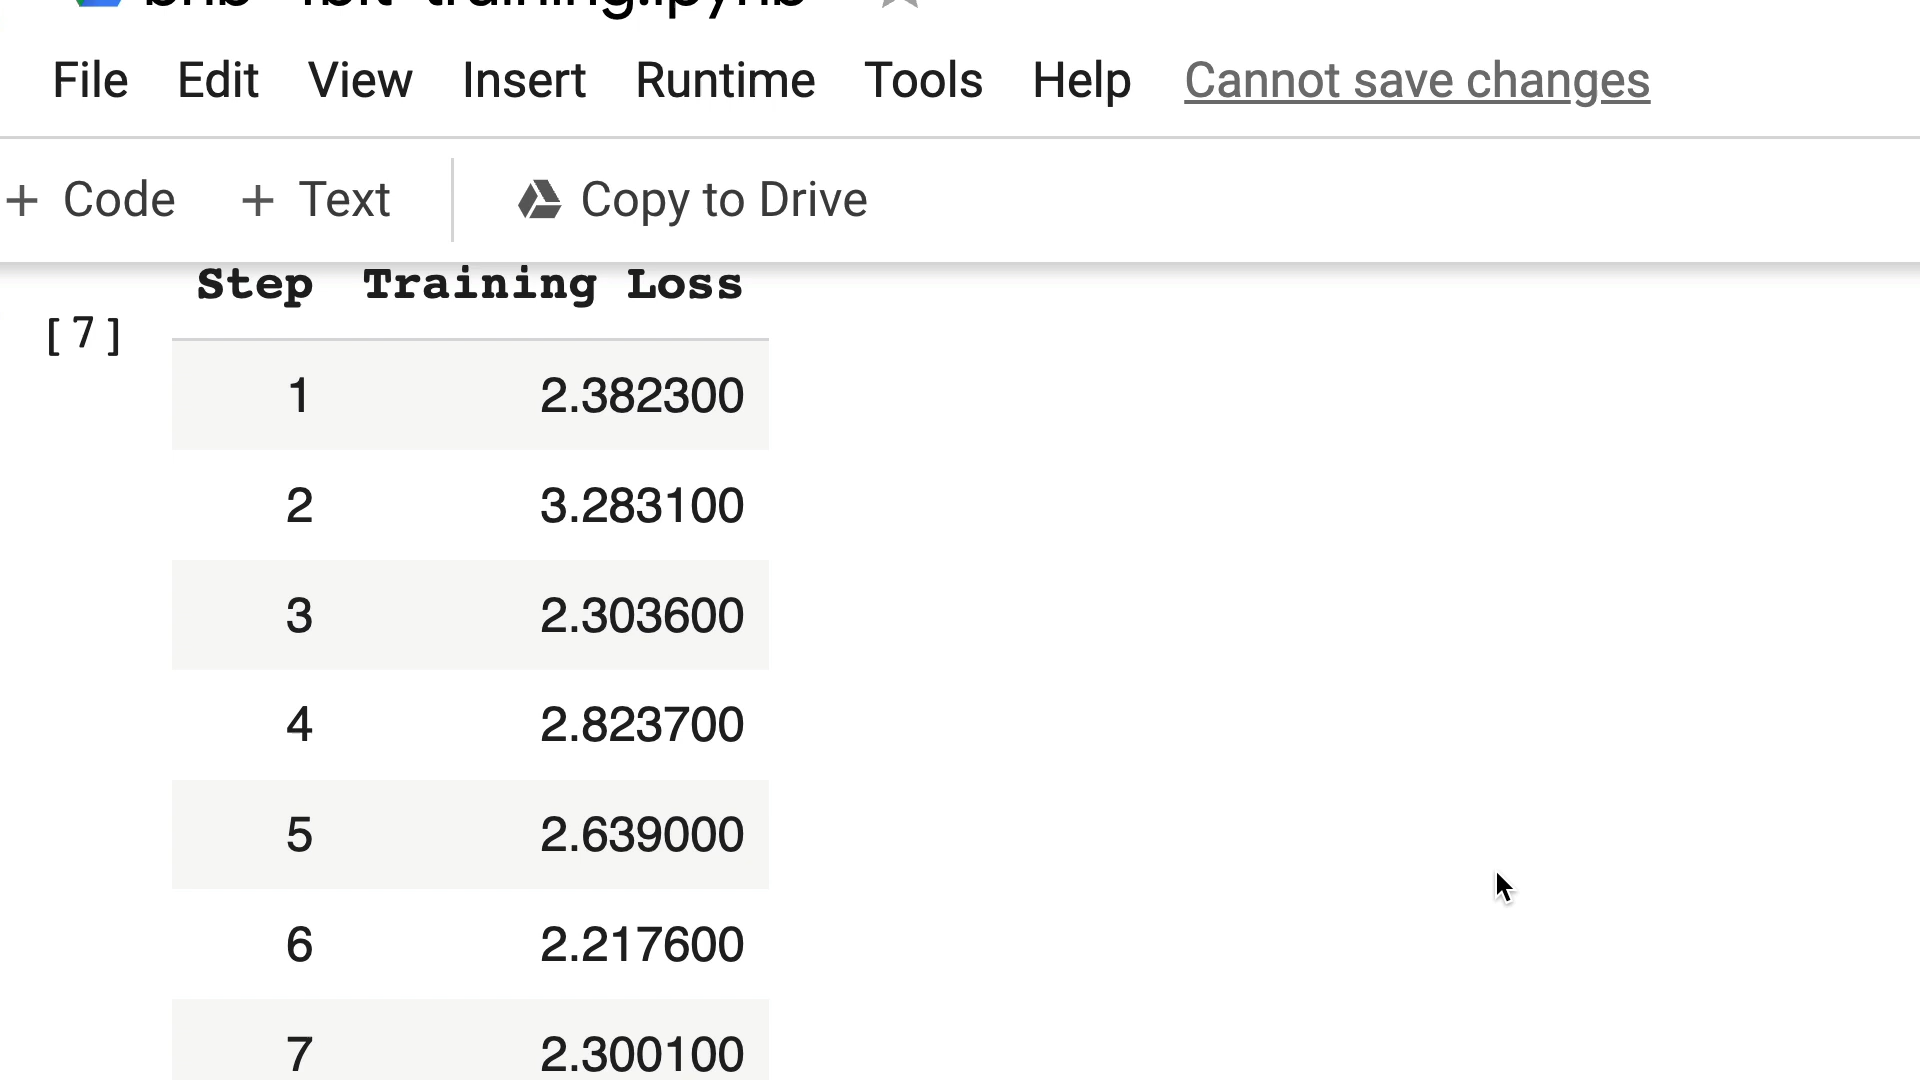 File Edit View Insert Runtime Tools Help Cannot save changes
+ Code + Text Copy to Drive
Step Training Loss
[7]
1 2.382300
2 3.283100
3 2.303600
4 2.823700
5 2.639000
6 2.217600
7 2.300100